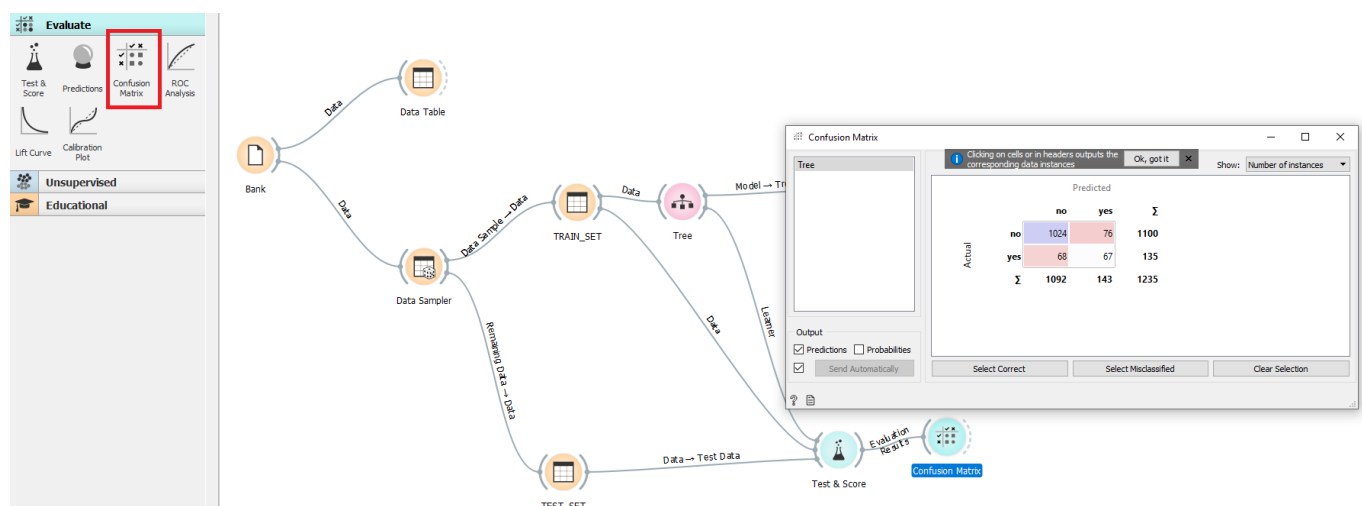 Evaluate
Test & Score
Predictions
Confusion Matrix
ROC Analysis
Lift Curve
Calibration Plot
Unsupervised
Educational
Data
Data Table
Bank
Data
Data Sampler
Data Sample → Data
TRAIN_SET
Data
Tree
Model → Tr
Data
Learner
Remaining Data → Data
TEST_SET
Data → Test Data
Test & Score
Evaluation Results
Confusion Matrix
Confusion Matrix
Tree
Clicking on cells or in headers outputs the
corresponding data instances
Ok, got it
Show: Number of instances
Predicted
no yes Σ
Actual
no 1024 76 1100
yes 68 67 135
Σ 1092 143 1235
Output
Predictions Probabilities
Send Automatically
Select Correct Select Misclassified Clear Selection